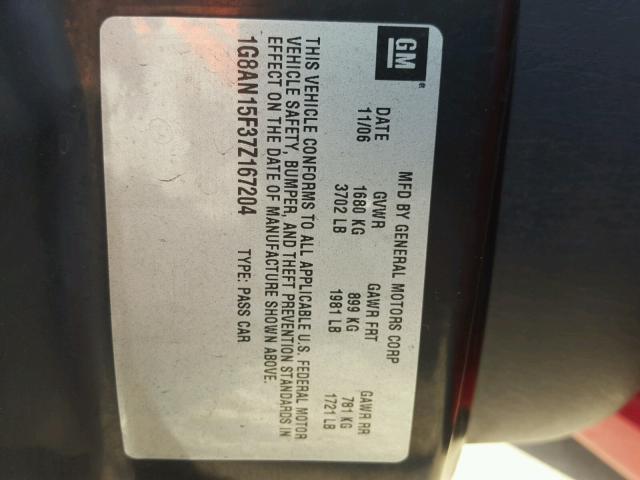 GM®
MFD BY GENERAL MOTORS CORP
DATE GVWR GAWR FRT GAWR RR
11/06 1680 KG 899 KG 781 KG
3702 LB 1981 LB 1721 LB
THIS VEHICLE CONFORMS TO ALL APPLICABLE U.S. FEDERAL MOTOR
VEHICLE SAFETY, BUMPER, AND THEFT PREVENTION STANDARDS IN
EFFECT ON THE DATE OF MANUFACTURE SHOWN ABOVE.
1G8AN15F37Z167204 TYPE: PASS CAR